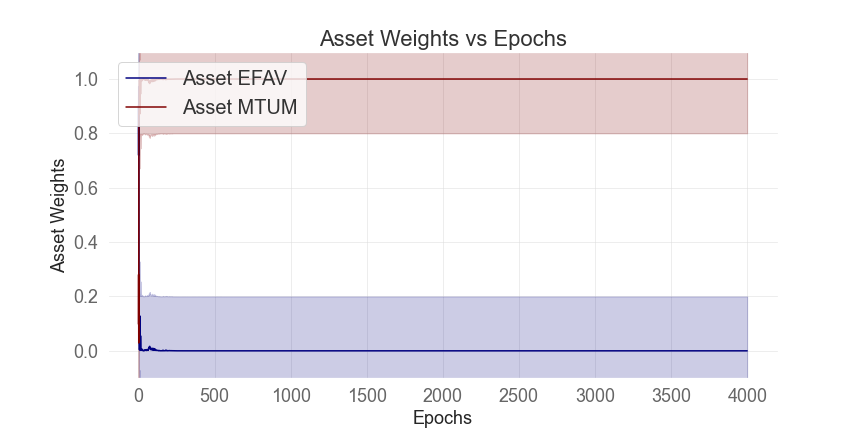 Asset Weights vs Epochs
Asset EFAV
Asset MTUM
Asset Weights
1.0
0.8
0.6
0.4
0.2
0.0
0 500 1000 1500 2000 2500 3000 3500 4000
Epochs